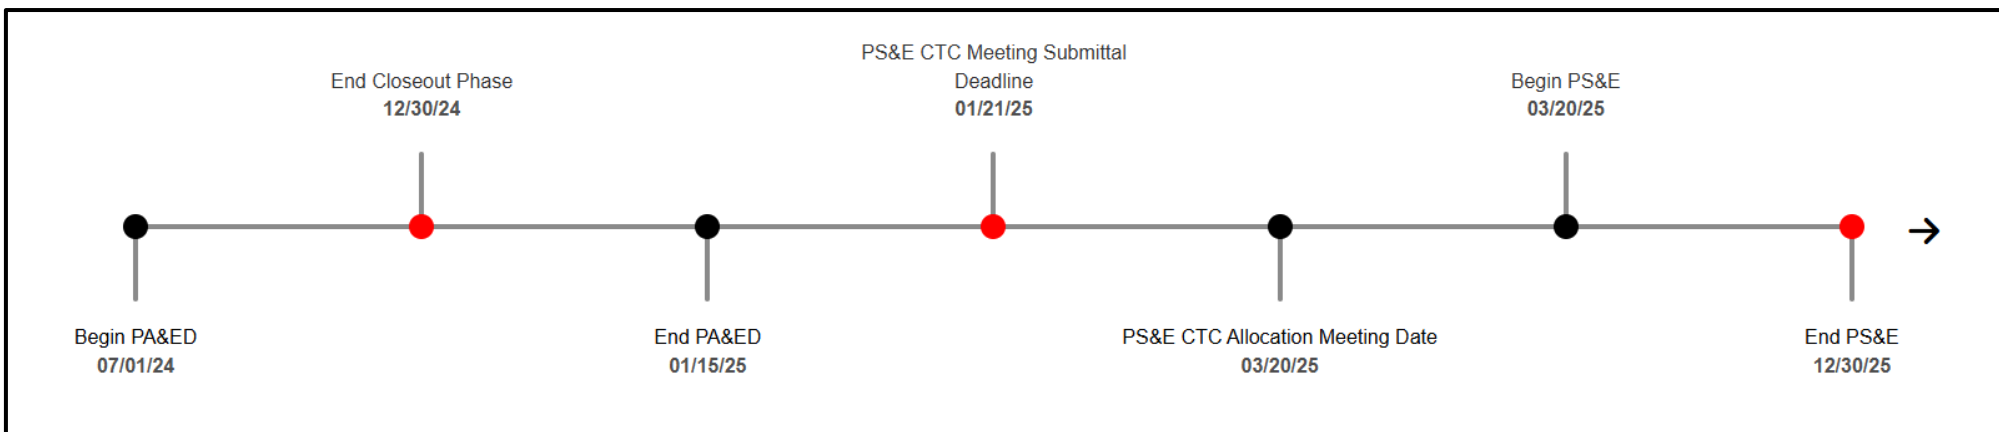 PS&E CTC Meeting Submittal
End Closeout Phase
Deadline
Begin PS&E
12/30/24
01/21/25
03/20/25
Begin PA&ED
End PA&ED
PS&E CTC Allocation Meeting Date
End PS&E
07/01/24
01/15/25
03/20/25
12/30/25